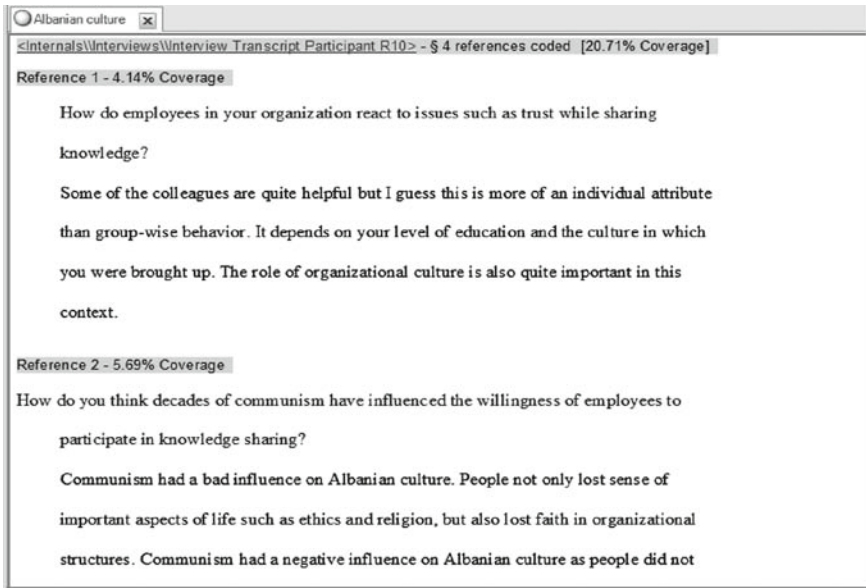 Albanian culture
<Internals\\Interviews\\Interview Transcript Participant R10> - § 4 references coded [20.71% Coverage]
Reference 1 - 4.14% Coverage
How do employees in your organization react to issues such as trust while sharing
knowledge?
Some of the colleagues are quite helpful but I guess this is more of an individual attribute
than group-wise behavior. It depends on your level of education and the culture in which
you were brought up. The role of organizational culture is also quite important in this
context.
Reference 2 - 5.69% Coverage
How do you think decades of communism have influenced the willingness of employees to
participate in knowledge sharing?
Communism had a bad influence on Albanian culture. People not only lost sense of
important aspects of life such as ethics and religion, but also lost faith in organizational
structures. Communism had a negative influence on Albanian culture as people did not